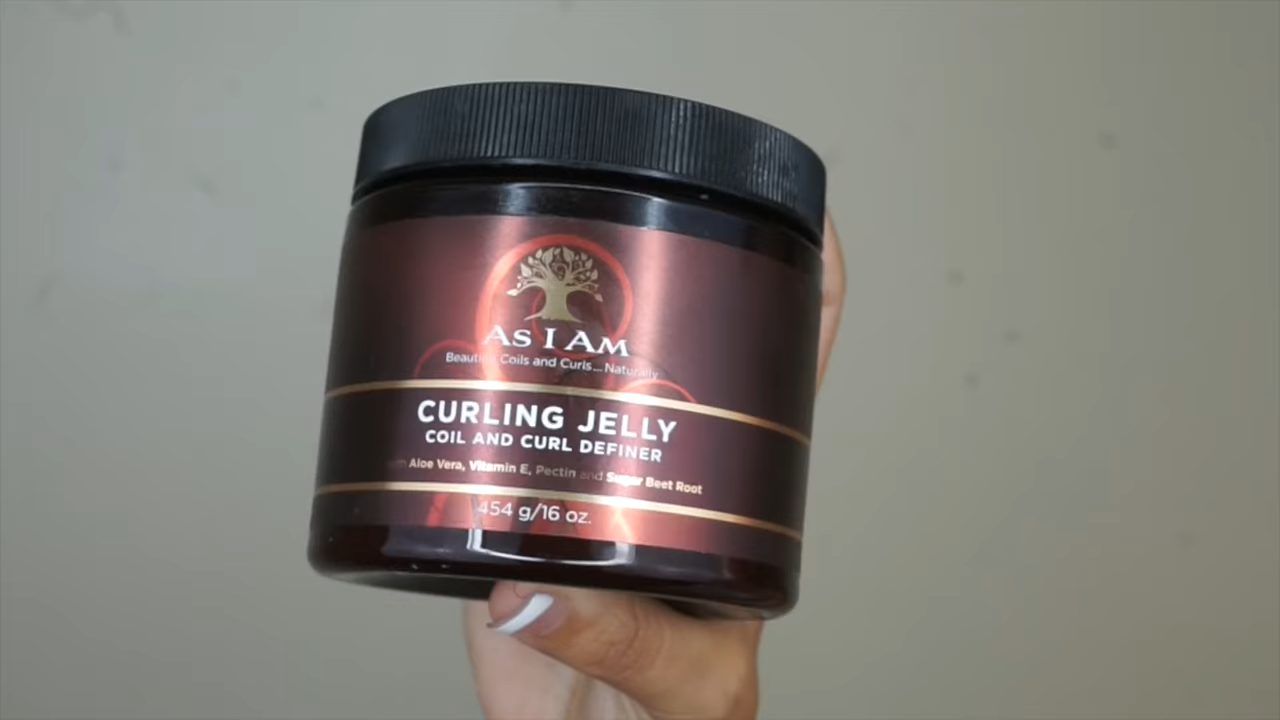 As I Am
Coils and Curls... Naturally
CURLING JELLY
COIL AND CURL DEFINER
Aloe Vera, Vitamin E, Pectin and Sugar Beet Root
454 g/16 oz.